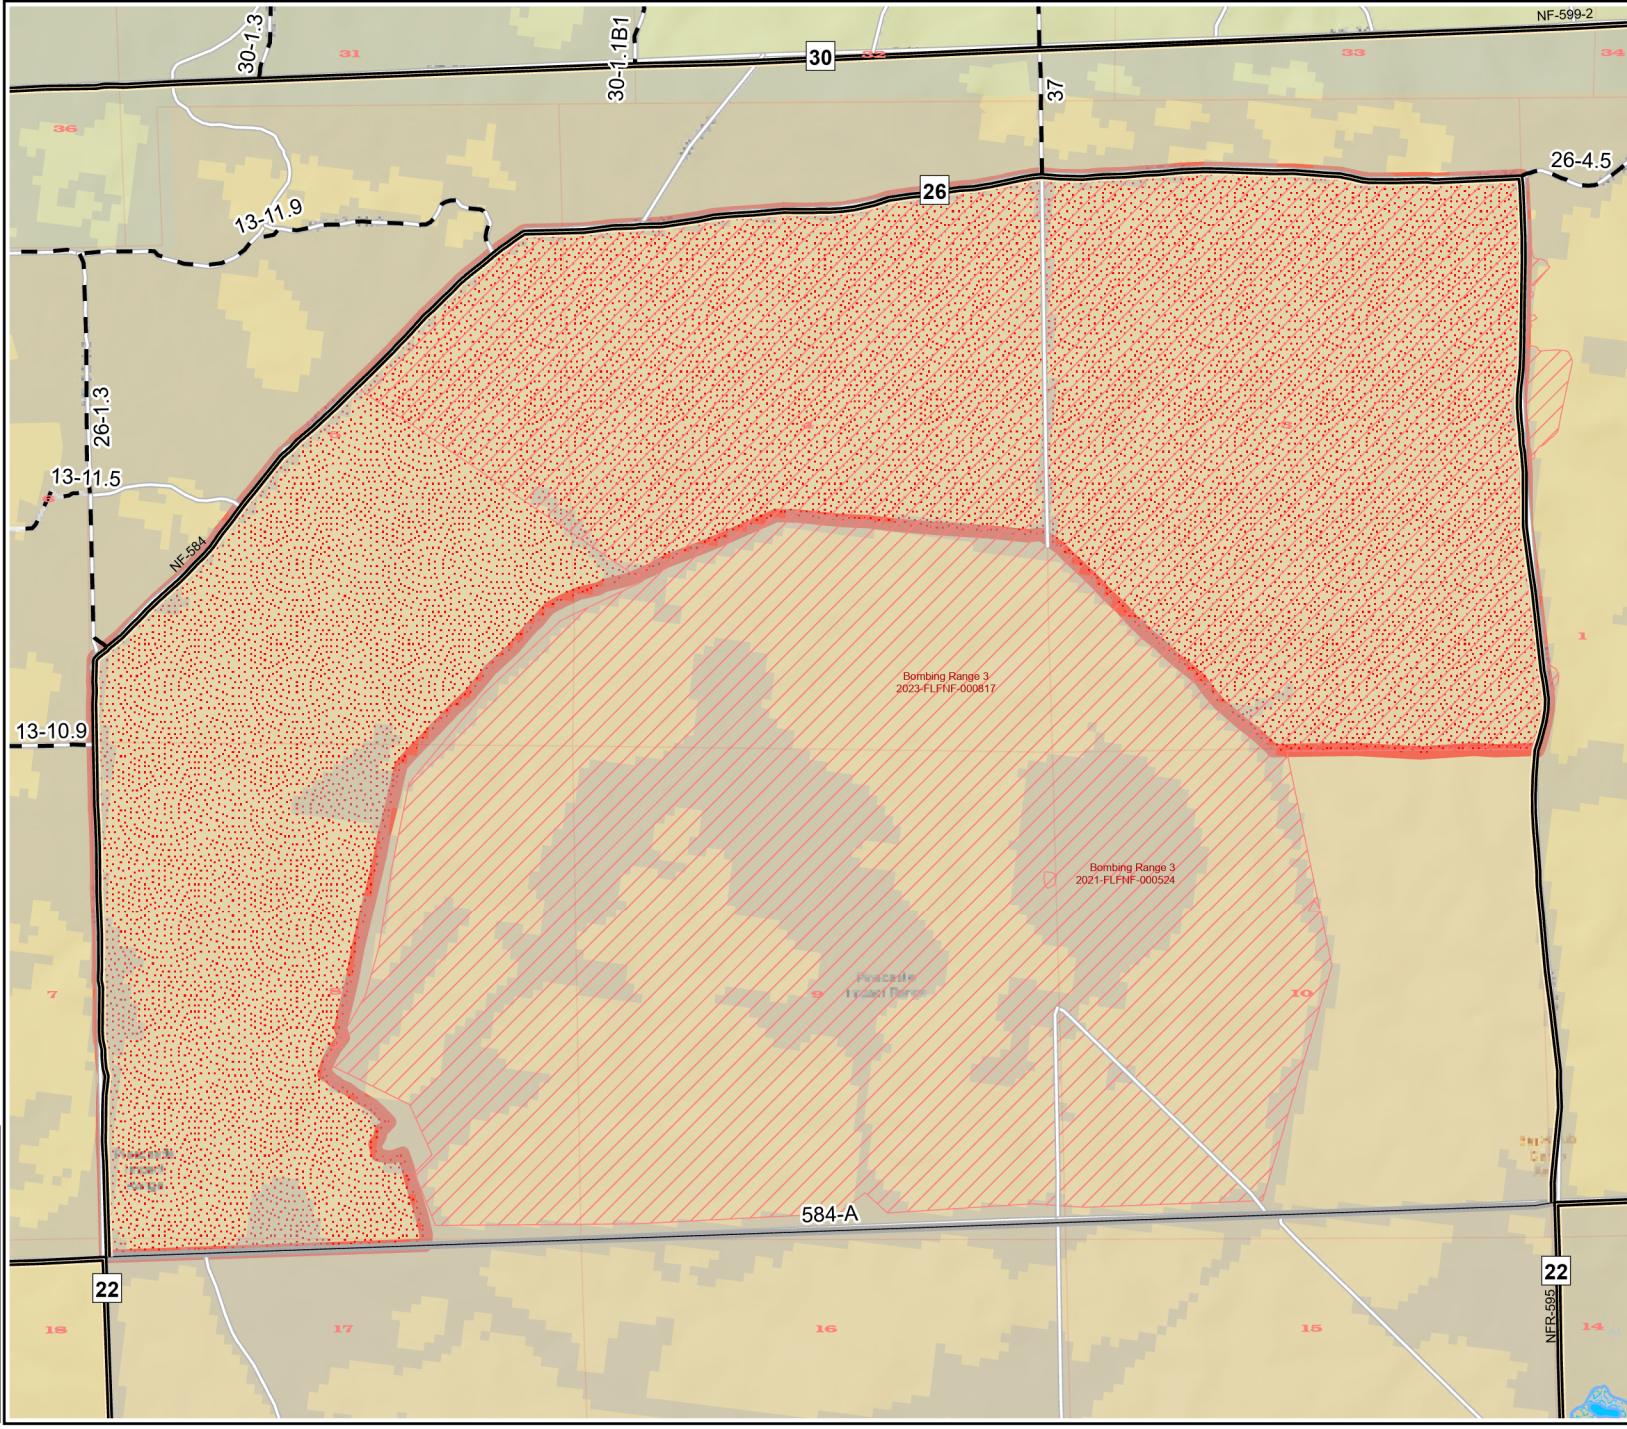 NF-599-2
30-1.3
31
30-1.1B1
30
32
33
34
37
36
26-4.5
26
13-11.9
26-1.3
13-11.5
NF-584
1
Bombing Range 3
2023-FLFNF-000817
13-10.9
Bombing Range 3
2021-FLFNF-000524
7
9
10
Pinecastle
Impact Range
584-A
22
22
NFR-595
18
17
16
15
14